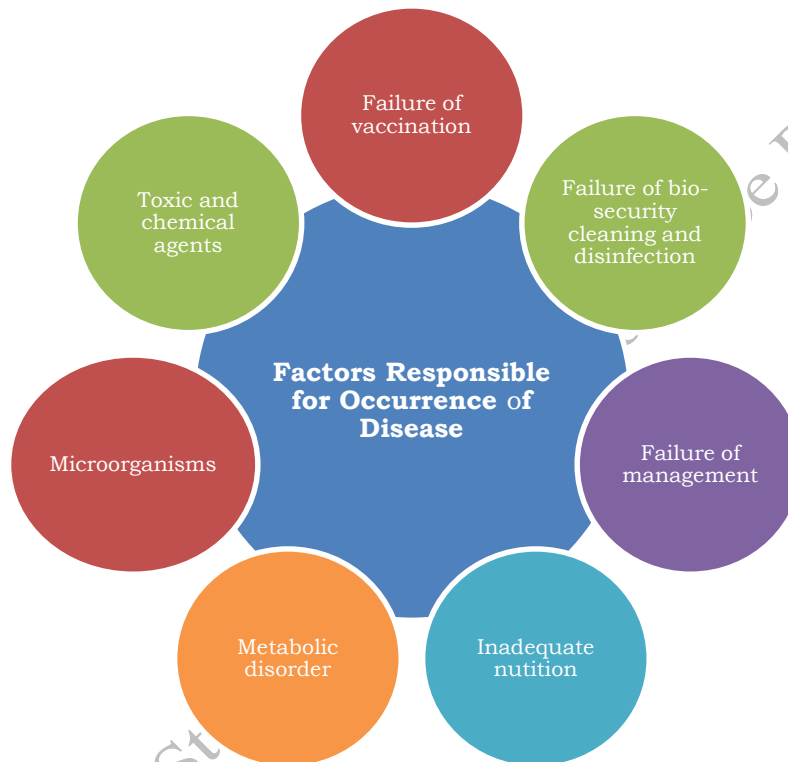 Failure of
vaccination
Failure of bio-
security
cleaning and
disinfection
Failure of
management
Inadequate
nutition
Metabolic
disorder
Microorganisms
Toxic and
chemical
agents
Factors Responsible
for Occurrence of
Disease